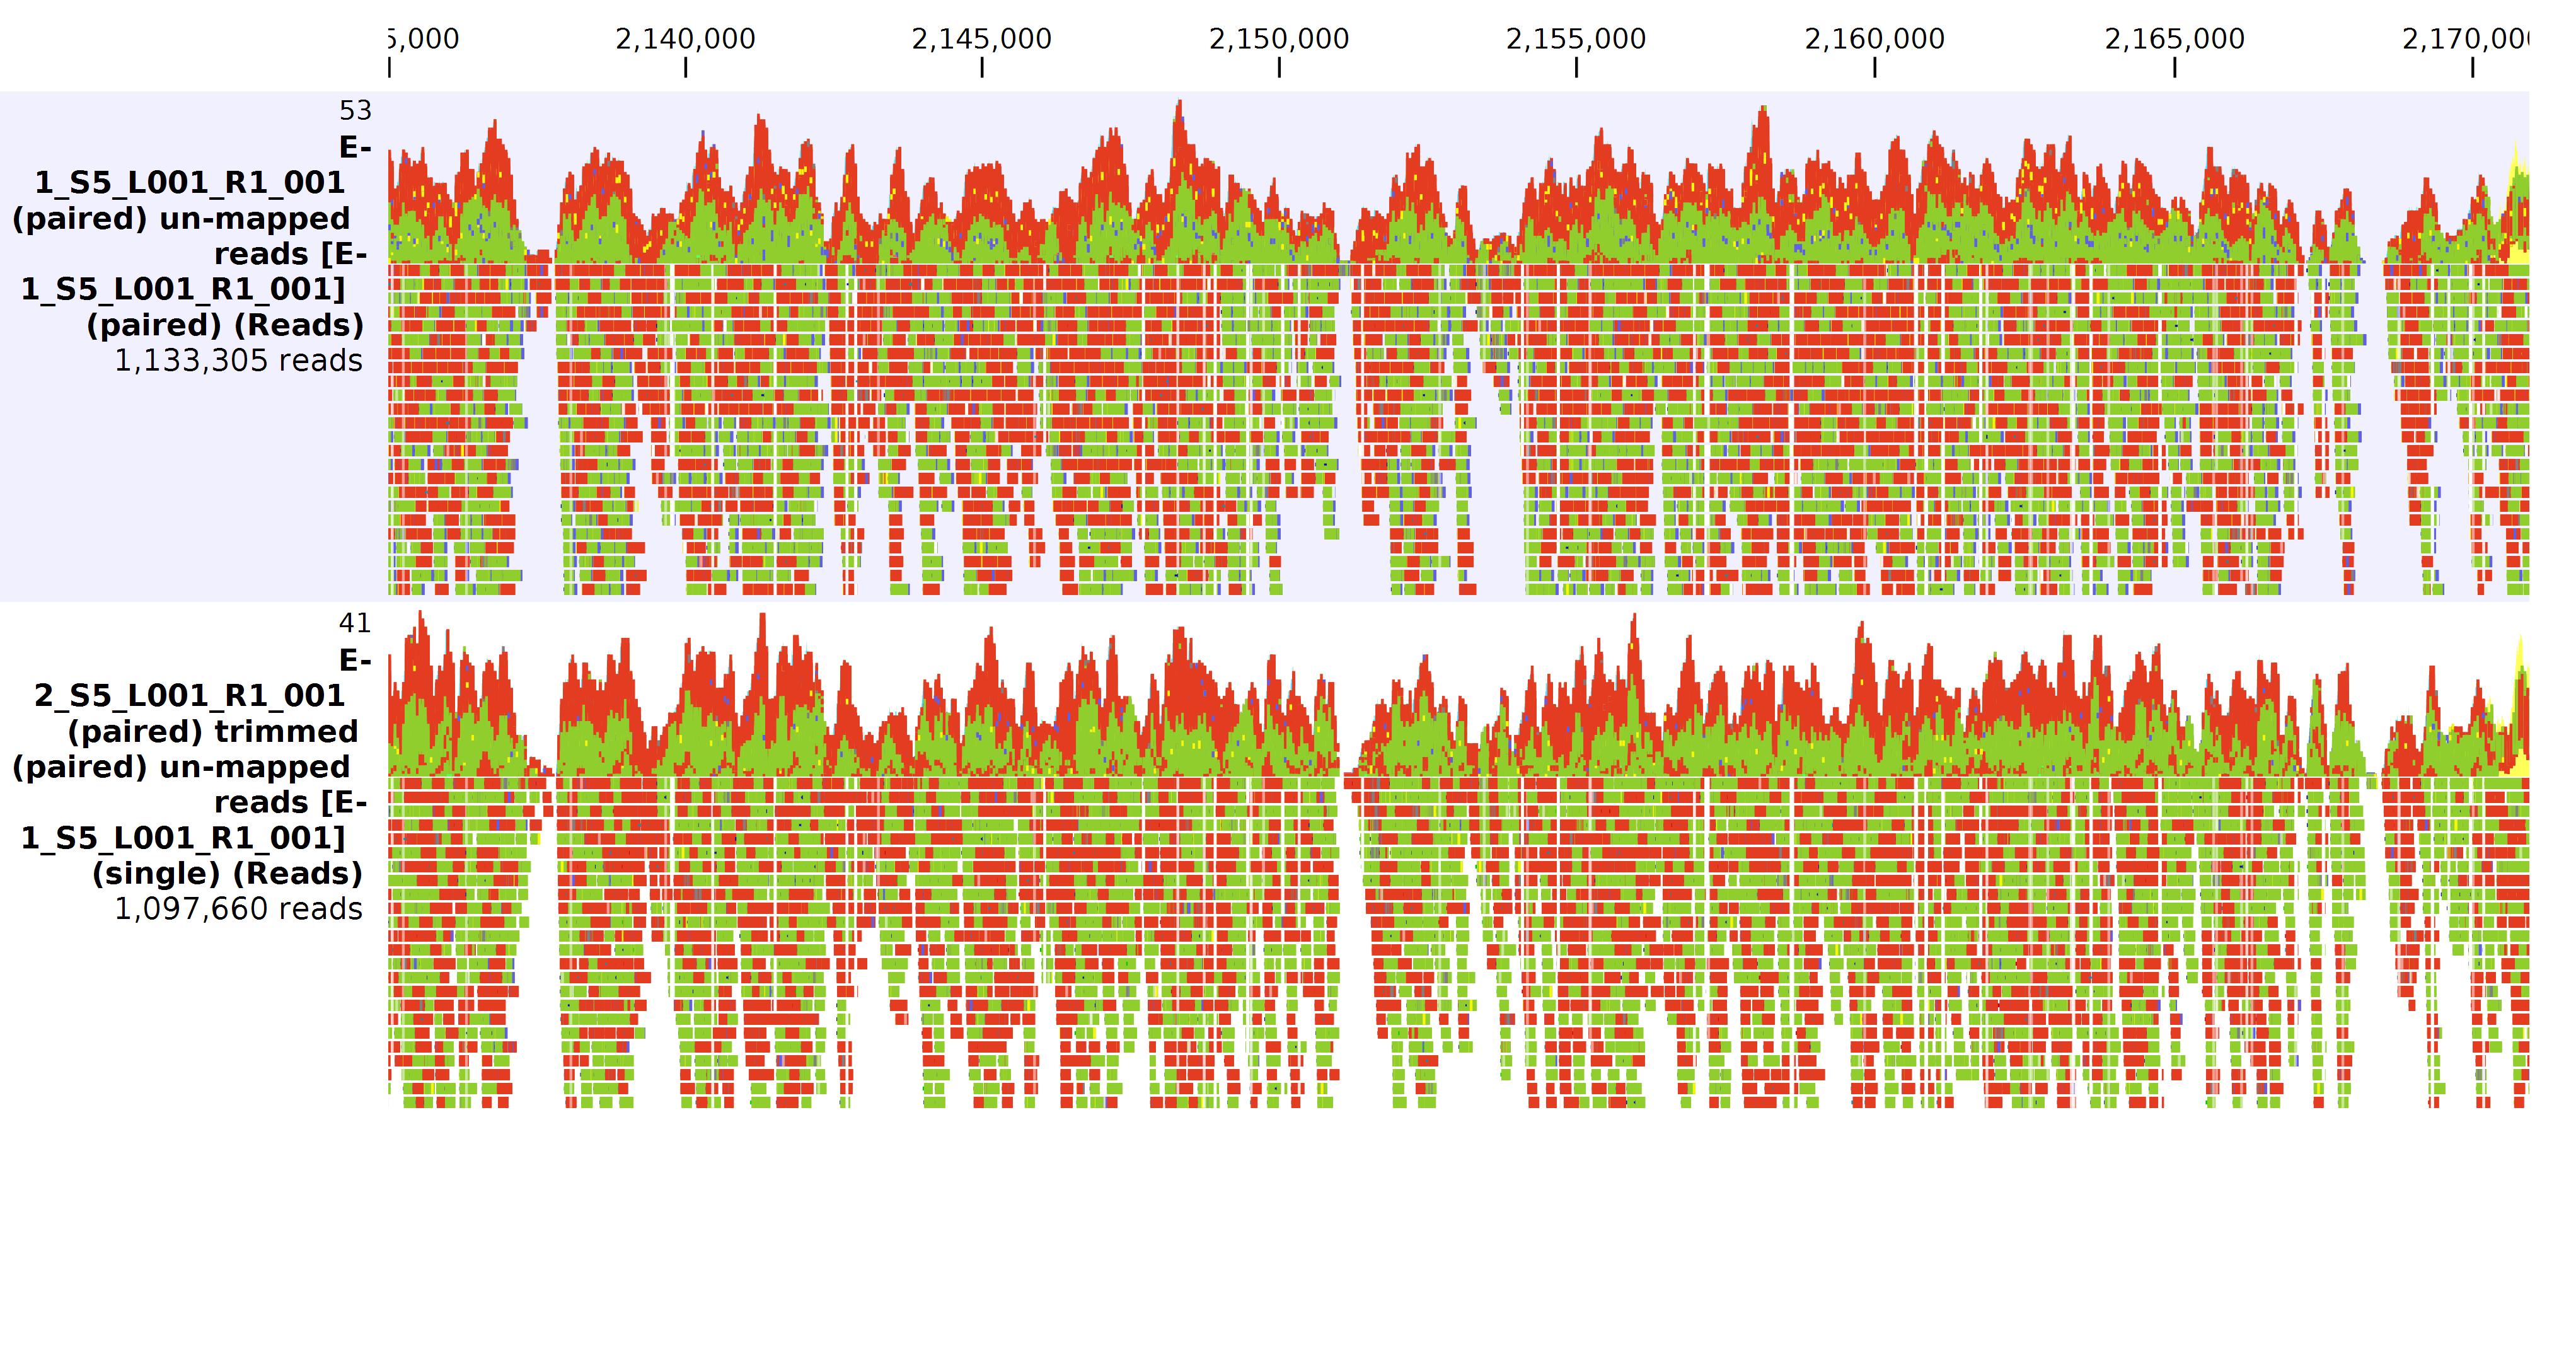 5,000 2,140,000 2,145,000 2,150,000 2,155,000 2,160,000 2,165,000 2,170,00
53
E-
1_S5_L001_R1_001
(paired) un-mapped
reads [E-
1_S5_L001_R1_001]
(paired) (Reads)
1,133,305 reads
41
E-
2_S5_L001_R1_001
(paired) trimmed
(paired) un-mapped
reads [E-
1_S5_L001_R1_001]
(single) (Reads)
1,097,660 reads